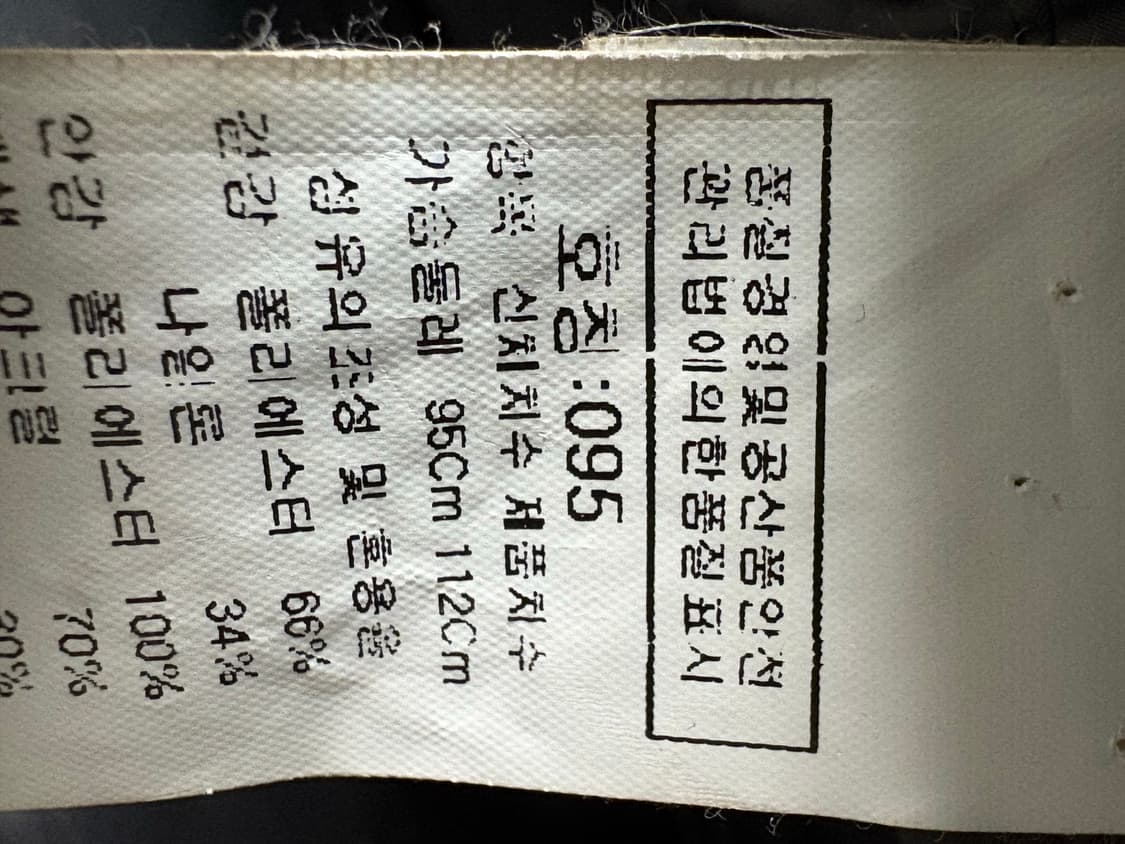 품질경영및공산품안전
관리법에의한품질표시
호칭:095
항목 신체치수 제품치수
가슴둘레 95Cm 112Cm
섬유의조성 및 혼용율
겉감 폴리에스터 66%
나일론 34%
안감 폴리에스터 100%
아크릴 70%